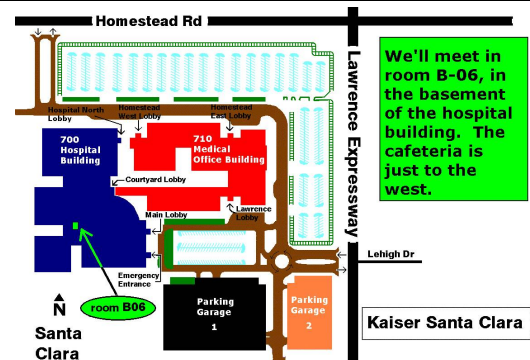 Homestead Rd
We'll meet in
room B-06, in
the basement
of the hospital
building.  The
cafeteria is
just to the
west.
Hospital North
Lobby
Homestead
West Lobby
Homestead
East Lobby
700
Hospital
Building
710
Medical
Office Building
Lawrence Expressway
Courtyard Lobby
Main Lobby
Lawrence
Lobby
Lehigh Dr
Emergency
Entrance
room B06
N
Parking
Garage
1
Parking
Garage
2
Kaiser Santa Clara
Santa
Clara